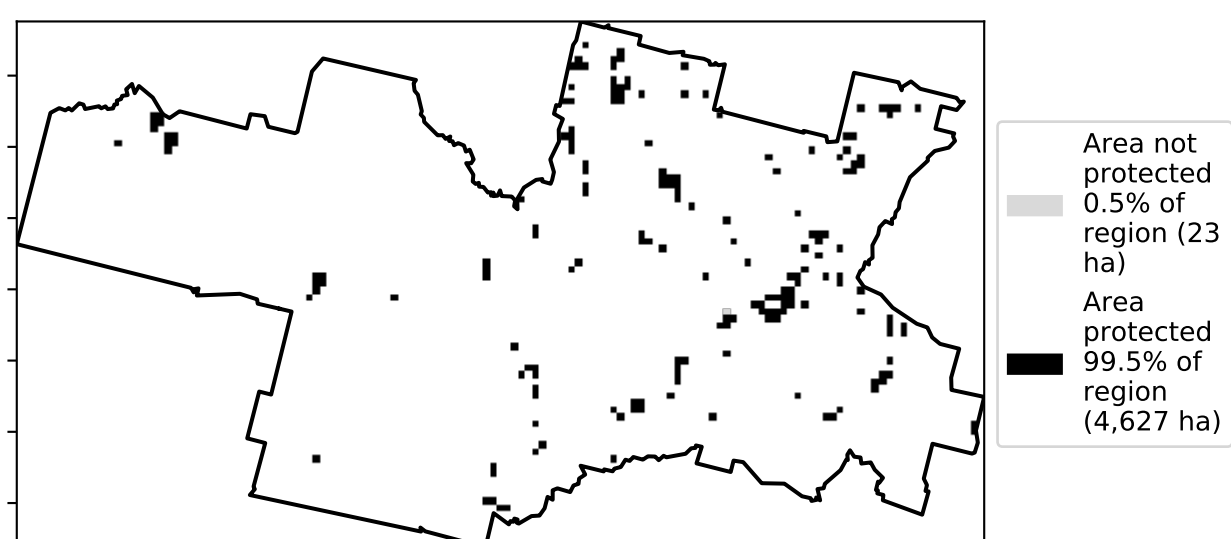 Area not
protected
0.5% of
region (23
ha)
Area
protected
99.5% of
region
(4,627 ha)